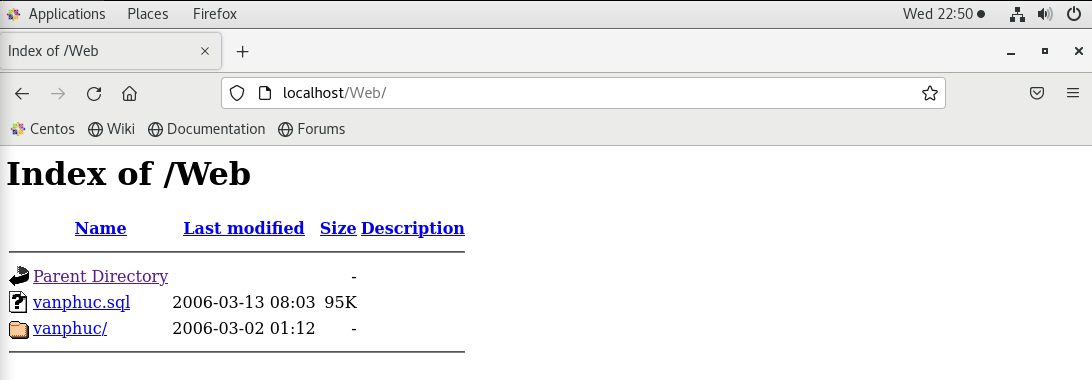 Applications Places Firefox Wed 22:50
Index of /Web
localhost/Web/
Centos Wiki Documentation Forums
Index of /Web
Name Last modified Size Description
Parent Directory -
vanphuc.sql 2006-03-13 08:03 95K
vanphuc/ 2006-03-02 01:12 -